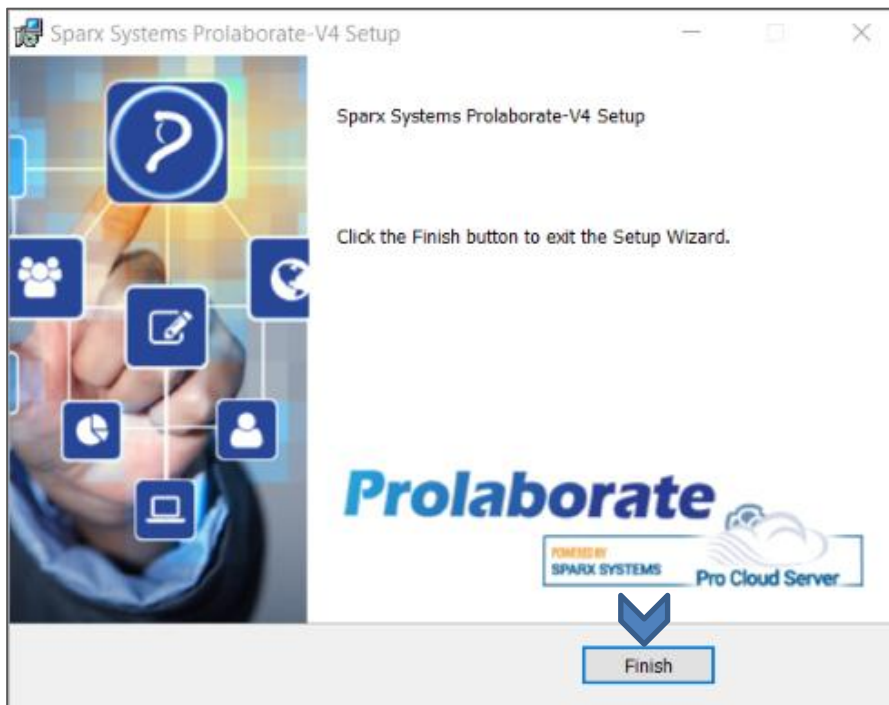 Sparx Systems Prolaborate-V4 Setup
Sparx Systems Prolaborate-V4 Setup
Click the Finish button to exit the Setup Wizard.
Prolaborate
POWERED BY
SPARX SYSTEMS
Pro Cloud Server
Finish